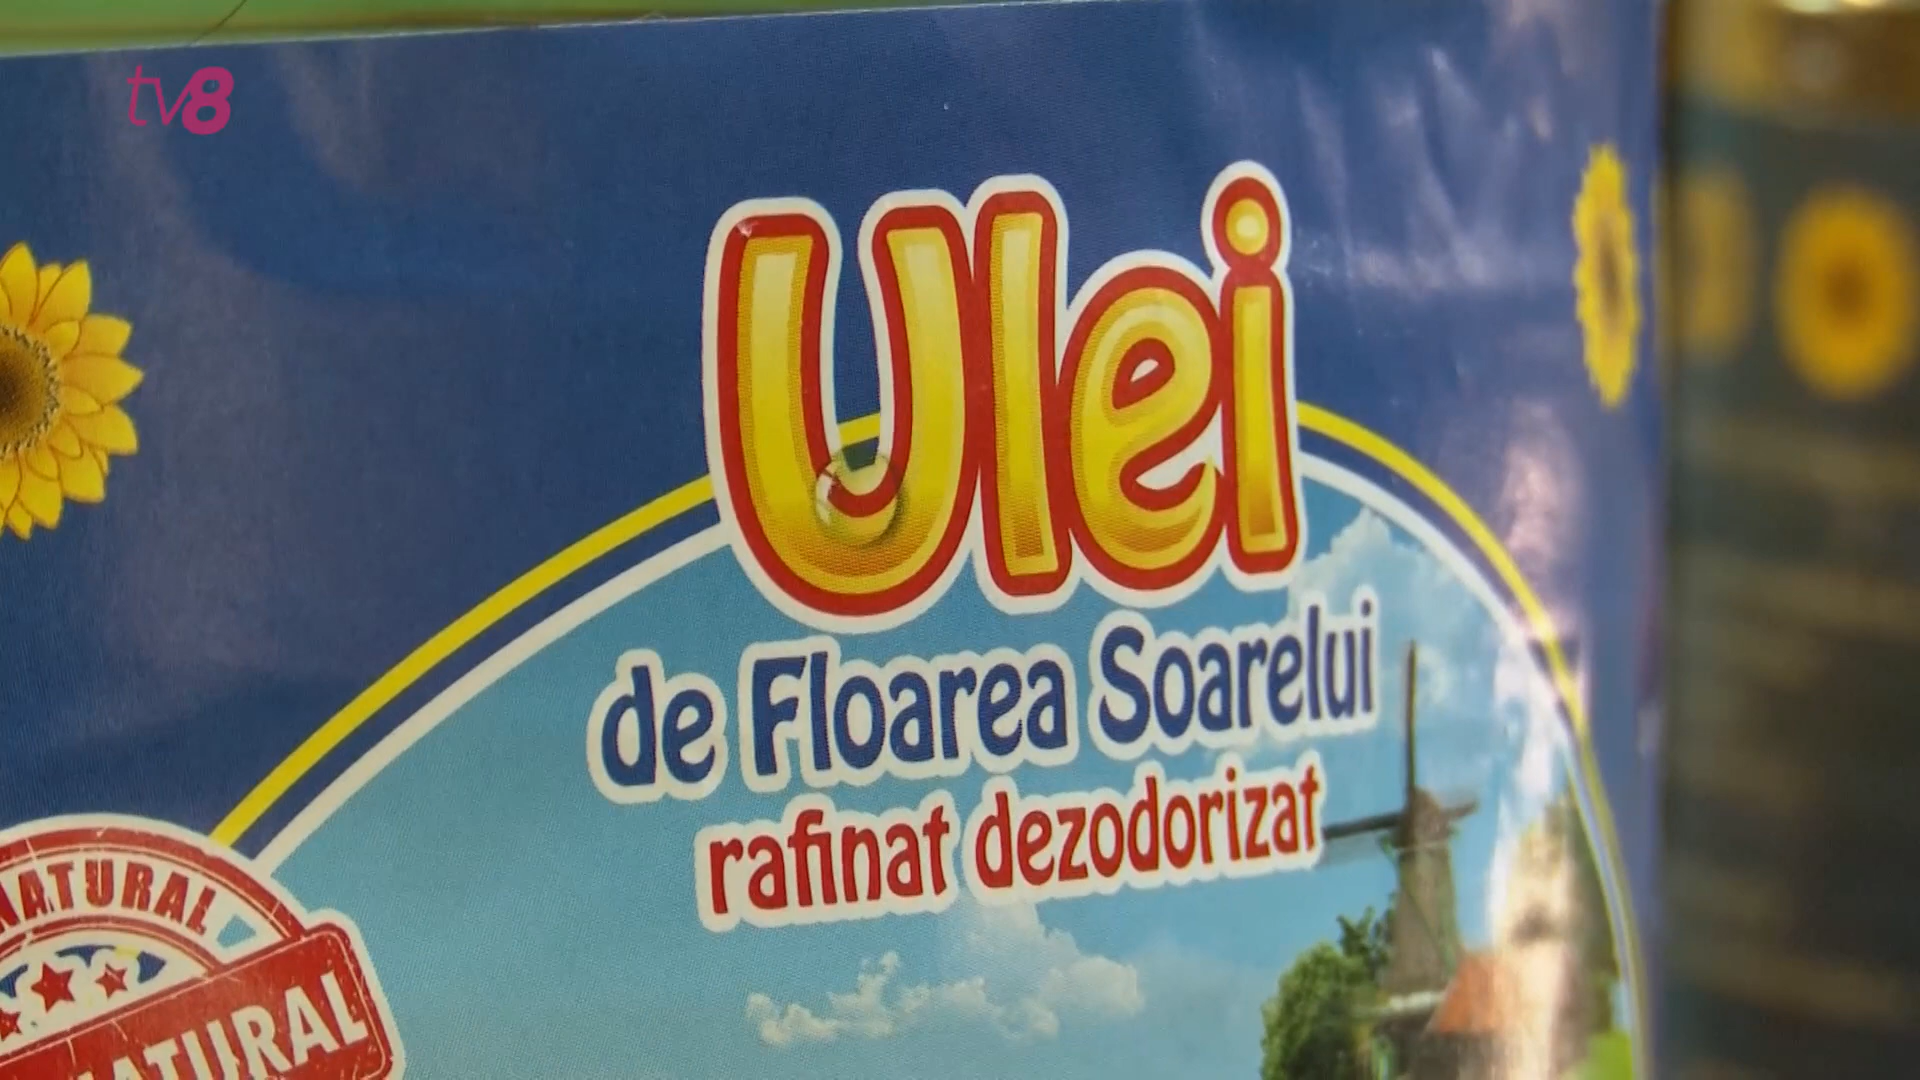 tv8
Ulei
de Floarea Soarelui
rafinat dezodorizat
NATURAL
NATURAL